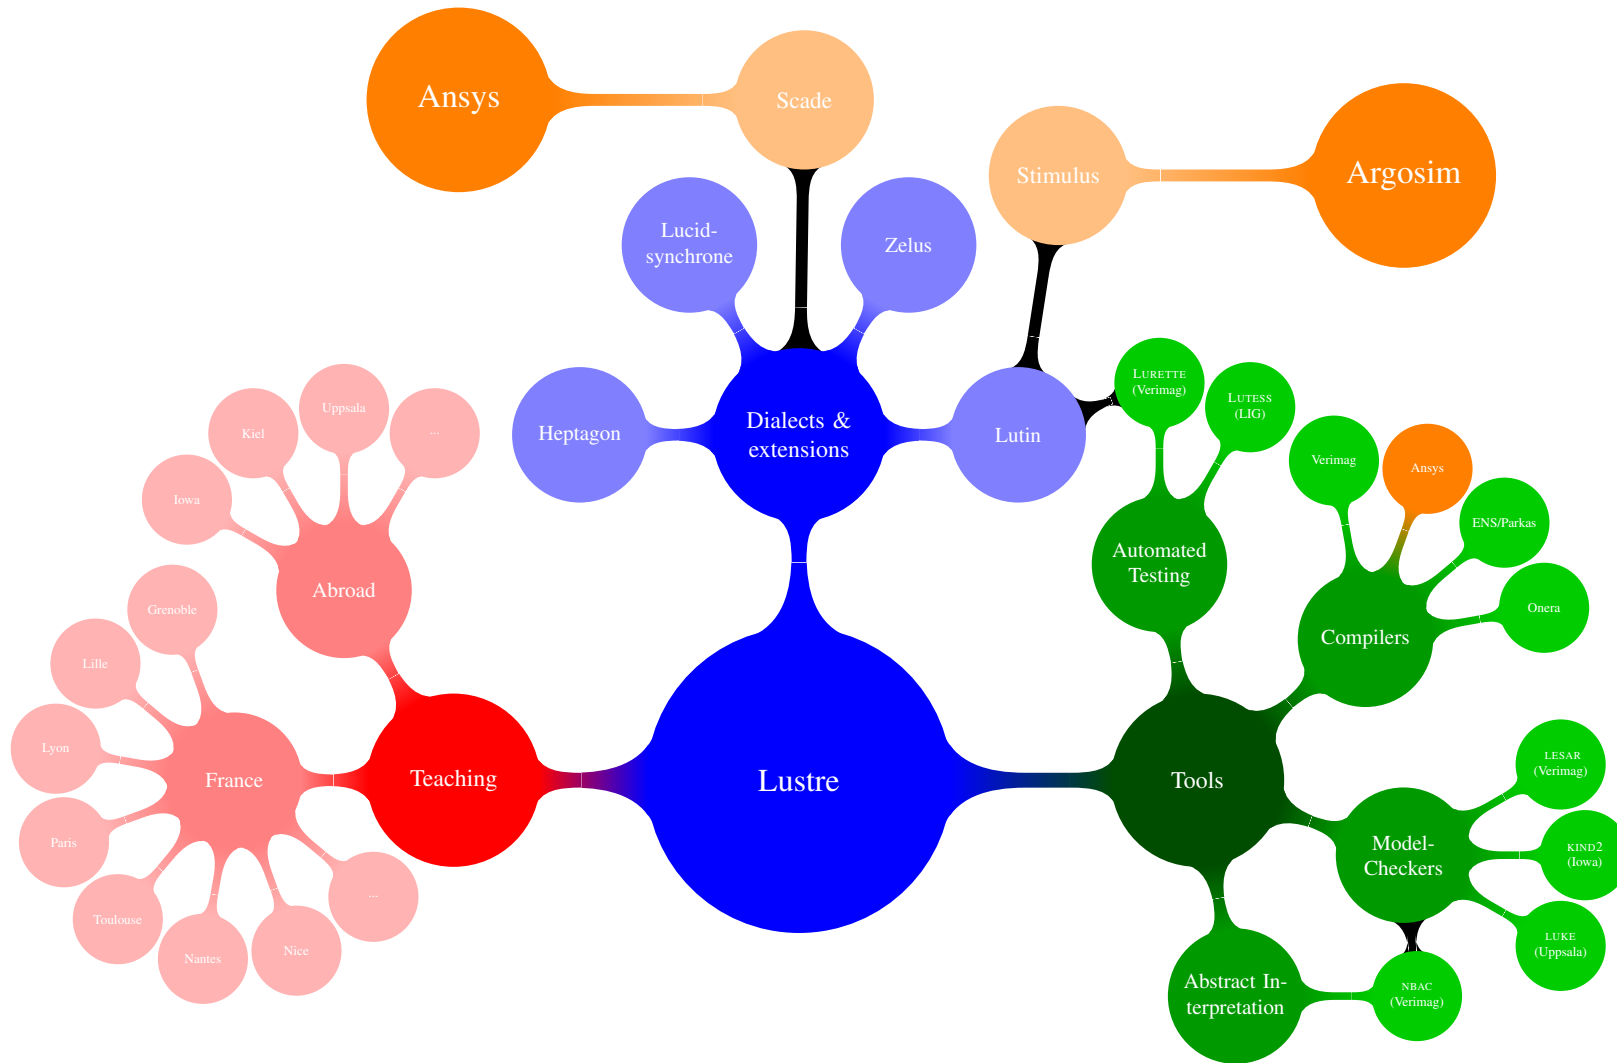 Ansys
Scade
Stimulus
Argosim
Lucid-
synchrone
Zelus
Heptagon
Dialects &
extensions
Lutin
LURETTE
(Verimag)
LUTESS
(LIG)
Verimag
Ansys
ENS/Parkas
Onera
Automated
Testing
Compilers
Uppsala
Kiel
...
Iowa
Abroad
Grenoble
Lille
Lyon
France
Paris
Toulouse
Nantes
Nice
...
Teaching
Lustre
Tools
LESAR
(Verimag)
Model-
Checkers
KIND2
(Iowa)
LUKE
(Uppsala)
Abstract In-
terpretation
NBAC
(Verimag)